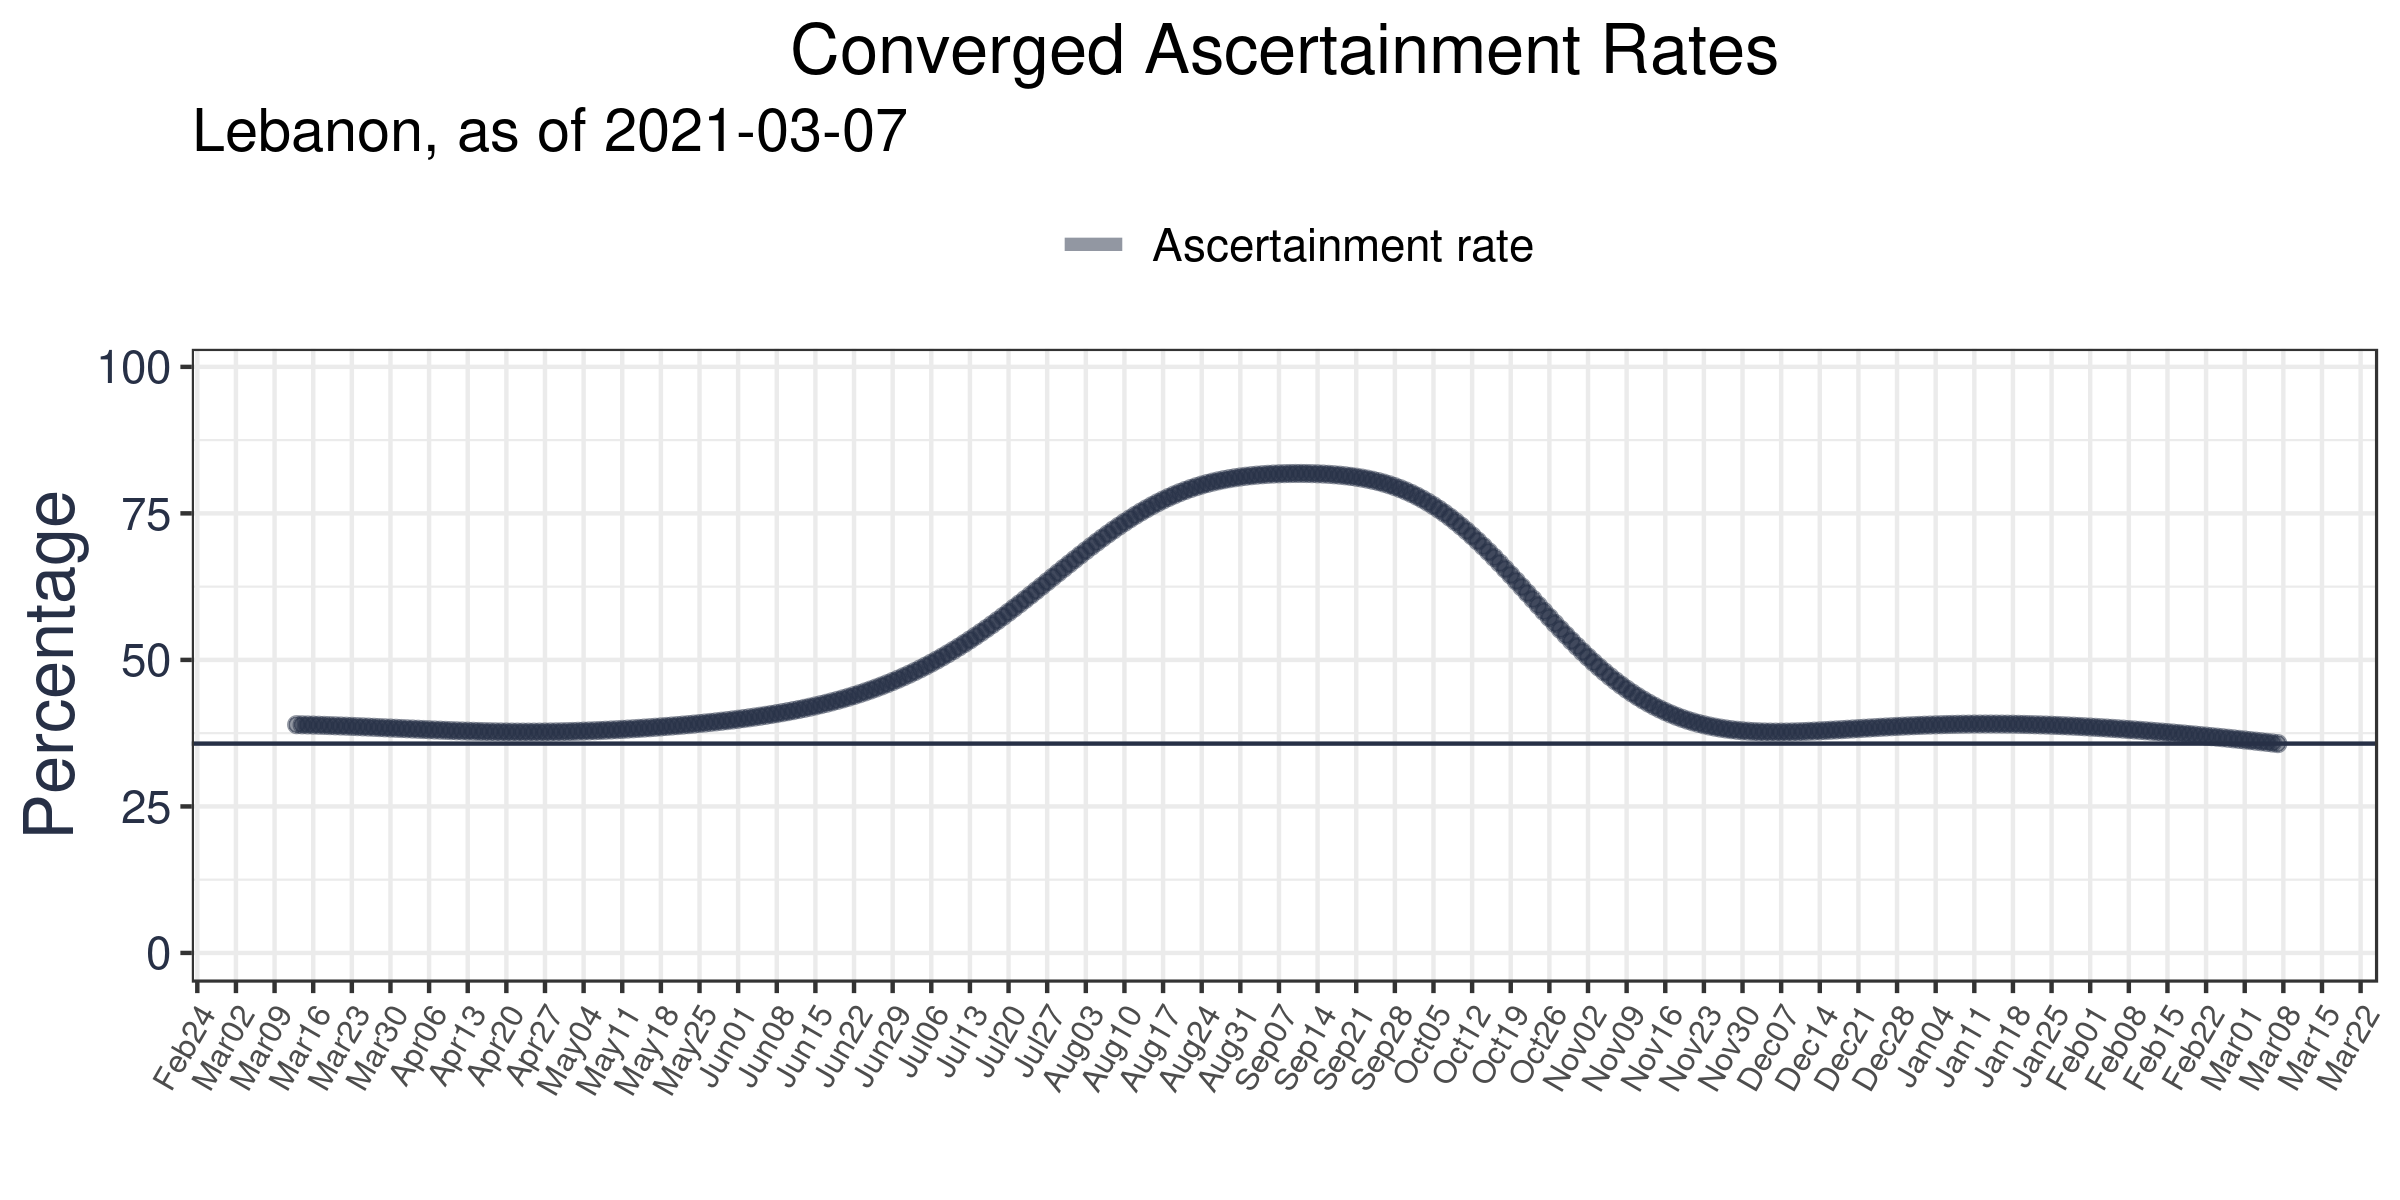 Converged Ascertainment Rates
Lebanon, as of 2021-03-07
Ascertainment rate
Percentage
100
75
50
25
0
Feb24 Mar02 Mar09 Mar16 Mar23 Mar30 Apr06 Apr13 Apr20 Apr27 May04 May11 May18 May25 Jun01 Jun08 Jun15 Jun22 Jun29 Jul06 Jul13 Jul20 Jul27 Aug03 Aug10 Aug17 Aug24 Aug31 Sep07 Sep14 Sep21 Sep28 Oct05 Oct12 Oct19 Oct26 Nov02 Nov09 Nov16 Nov23 Nov30 Dec07 Dec14 Dec21 Dec28 Jan04 Jan11 Jan18 Jan25 Feb01 Feb08 Feb15 Feb22 Mar01 Mar08 Mar15 Mar22